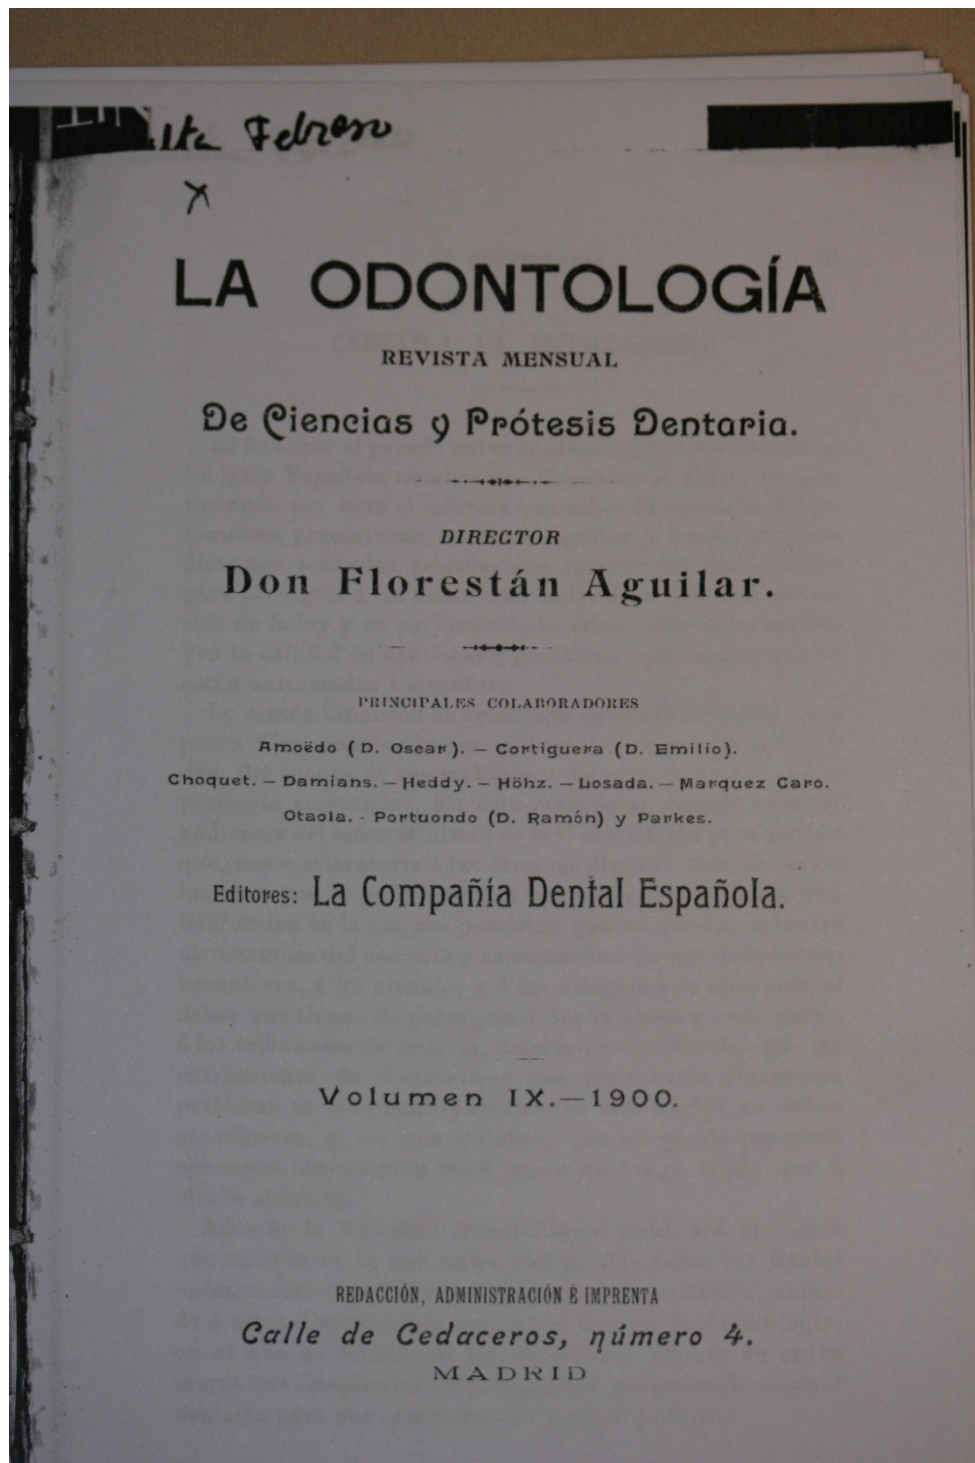 Febrero
LA ODONTOLOGÍA
REVISTA MENSUAL
De Ciencias y Prótesis Dentaria.
DIRECTOR
Don Florestán Aguilar.
PRINCIPALES COLABORADORES
Amoëdo (D. Oscar). — Cortiguera (D. Emilio).
Choquet. — Damians. — Heddy. — Höhz. — Losada. — Marquez Caro.
Otaola. - Portuondo (D. Ramón) y Parkes.
Editores: La Compañía Dental Española.
Volumen IX.—1900.
REDACCIÓN, ADMINISTRACIÓN É IMPRENTA
Calle de Cedaceros, número 4.
MADRID